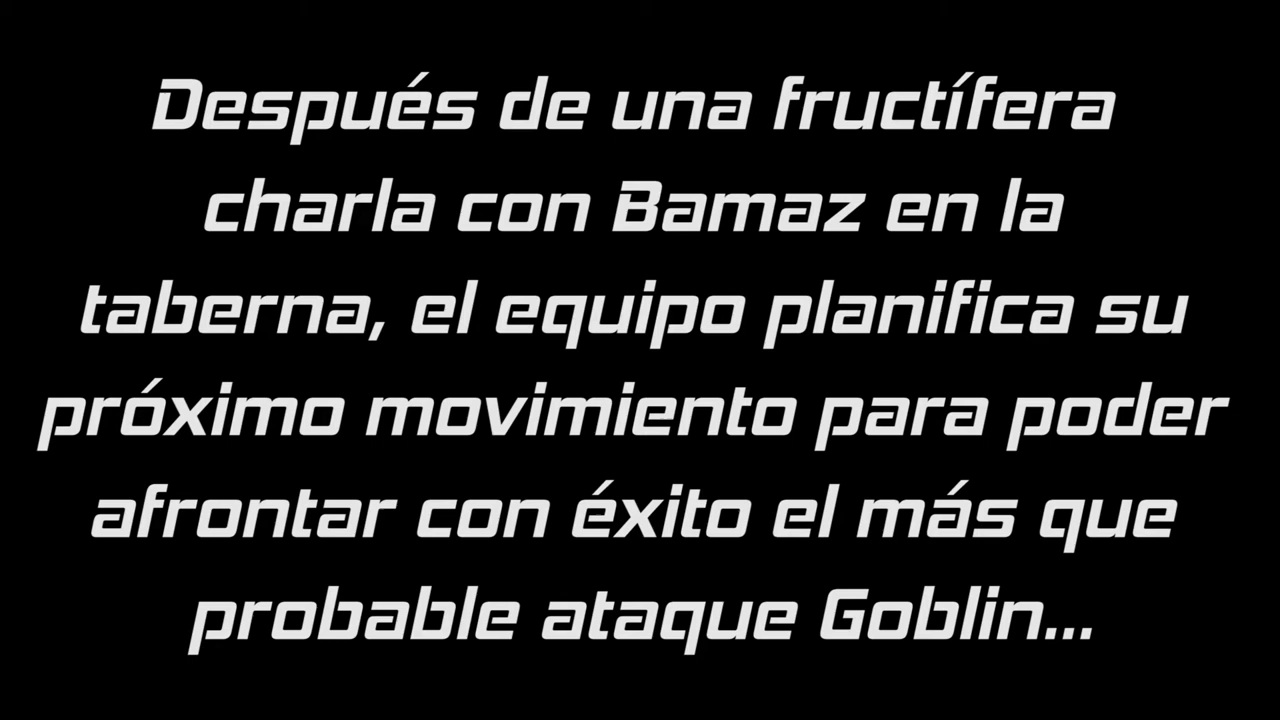 Después de una fructífera
charla con Bamaz en la
taberna, el equipo planifica su
próximo movimiento para poder
afrontar con éxito el más que
probable ataque Goblin...